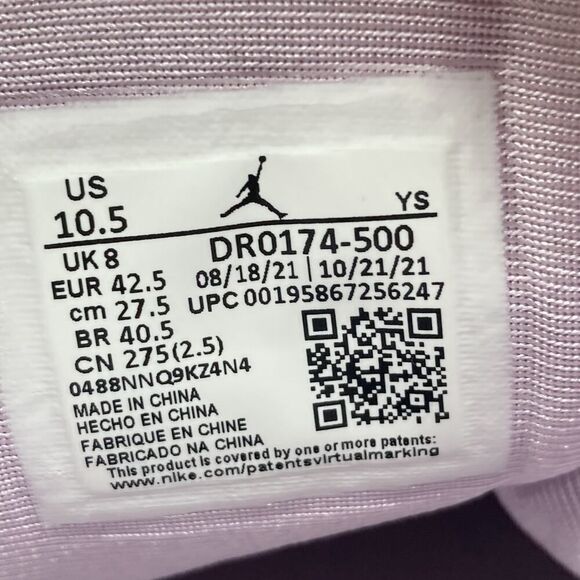 US
10.5
YS
UK 8
EUR 42.5
cm 27.5
BR 40.5
CN 275(2.5)
DR0174-500
08/18/21 | 10/21/21
UPC 00195867256247
0488NNQ9KZ4N4
MADE IN CHINA
HECHO EN CHINA
FABRIQUE EN CHINE
FABRICADO NA CHINA
This product is covered by one or more patents:
www.nike.com/patentsvirtualmarking